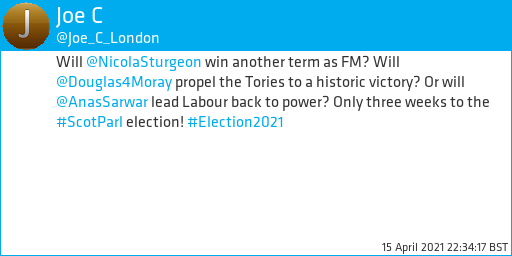 J
Joe C
@Joe_C_London
Will @NicolaSturgeon win another term as FM? Will
@Douglas4Moray propel the Tories to a historic victory? Or will
@AnasSarwar lead Labour back to power? Only three weeks to the
#ScotParl election! #Election2021
15 April 2021 22:34:17 BST